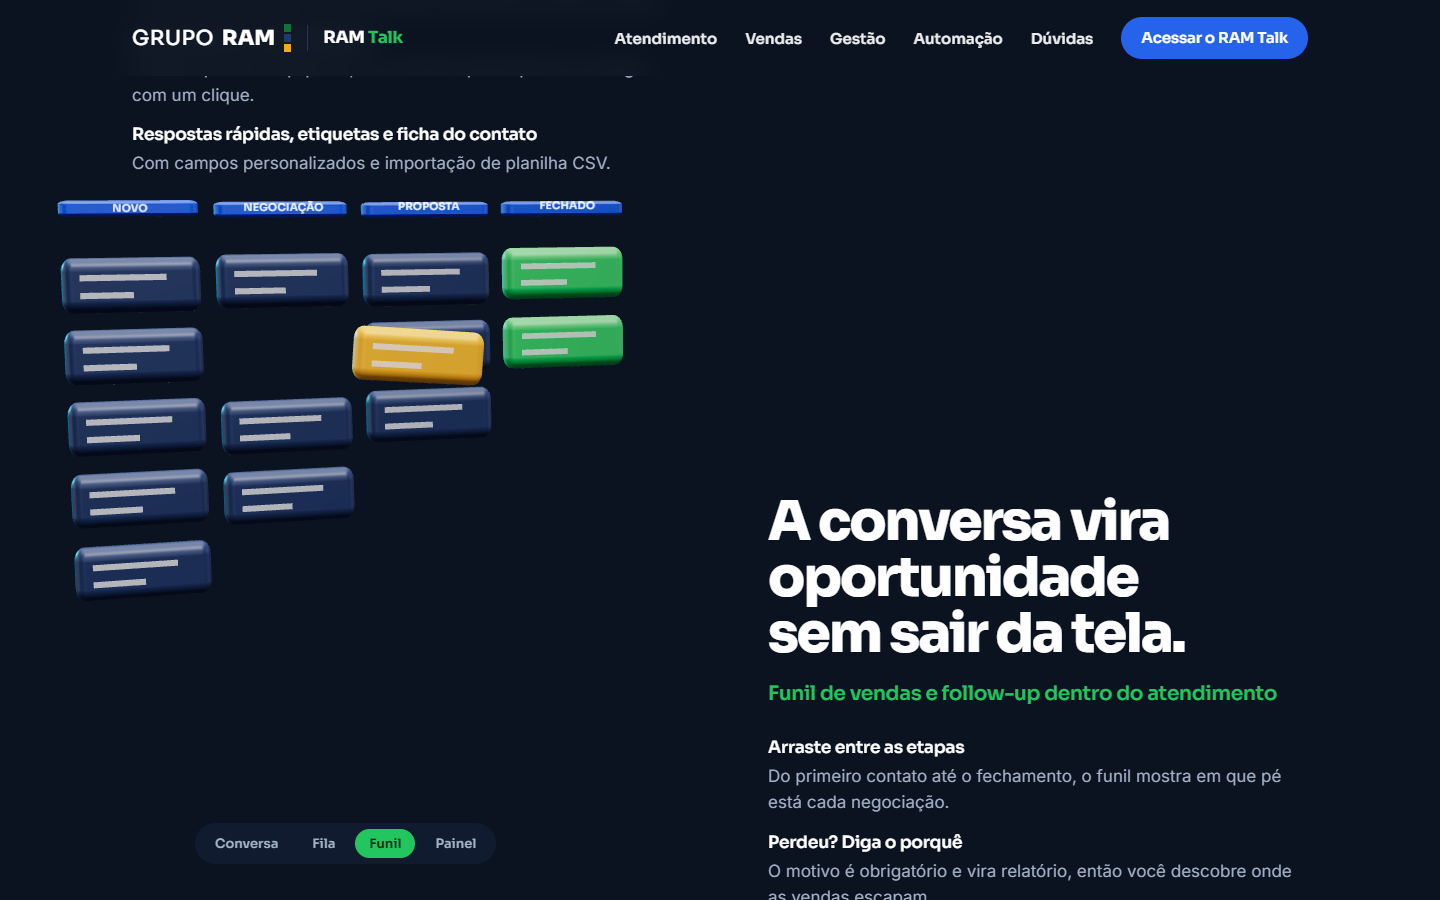 GRUPO RAM
RAM Talk
Atendimento
Vendas
Gestão
Automação
Dúvidas
Acessar o RAM Talk
com um clique.
Respostas rápidas, etiquetas e ficha do contato
Com campos personalizados e importação de planilha CSV.
NOVO
NEGOCIAÇÃO
PROPOSTA
FECHADO
A conversa vira
oportunidade
sem sair da tela.
Funil de vendas e follow-up dentro do atendimento
Arraste entre as etapas
Do primeiro contato até o fechamento, o funil mostra em que pé
está cada negociação.
Perdeu? Diga o porquê
O motivo é obrigatório e vira relatório, então você descobre onde
as vendas escapam.
Conversa
Fila
Funil
Painel